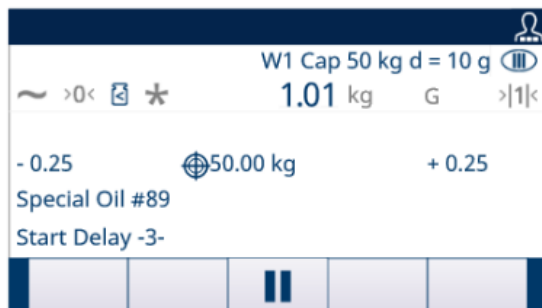 W1 Cap 50 kg d = 10 g
~ >0< * 1.01 kg G >|1|<
- 0.25 50.00 kg + 0.25
Special Oil #89
Start Delay -3-